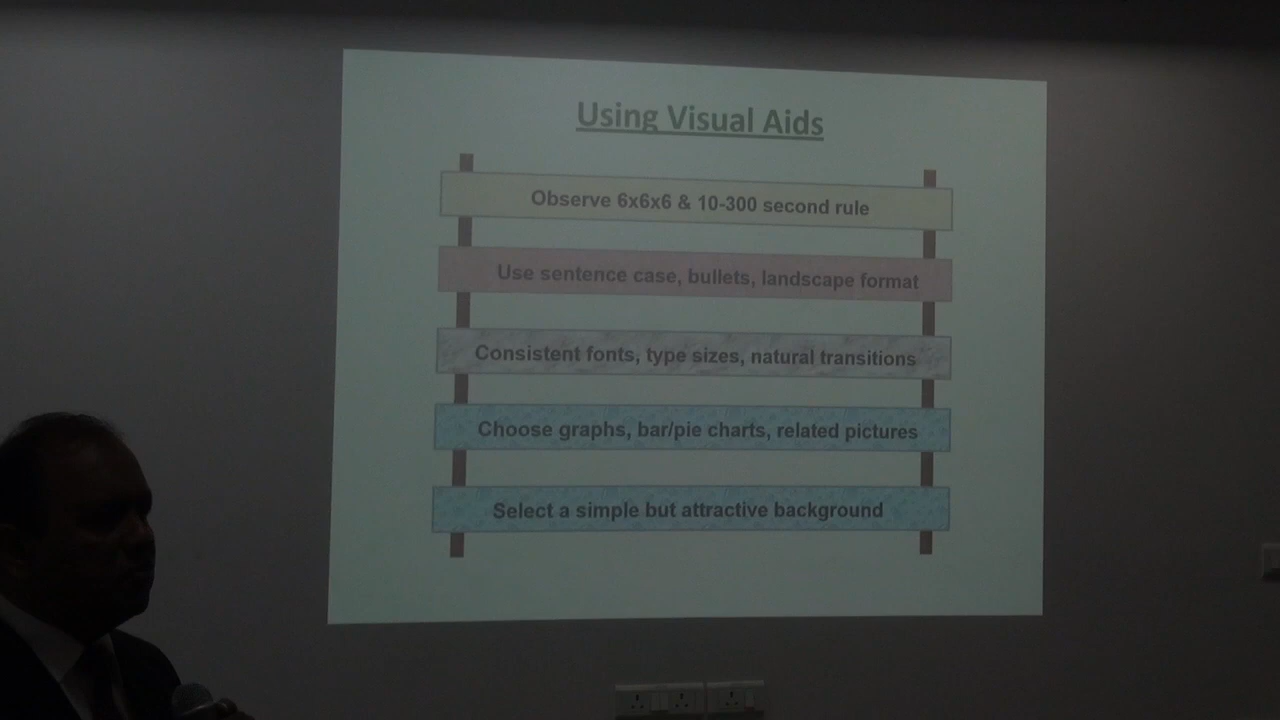 Using Visual Aids
Observe 6x6x6 & 10-300 second rule
Use sentence case, bullets, landscape format
Consistent fonts, type sizes, natural transitions
Choose graphs, bar/pie charts, related pictures
Select a simple but attractive background